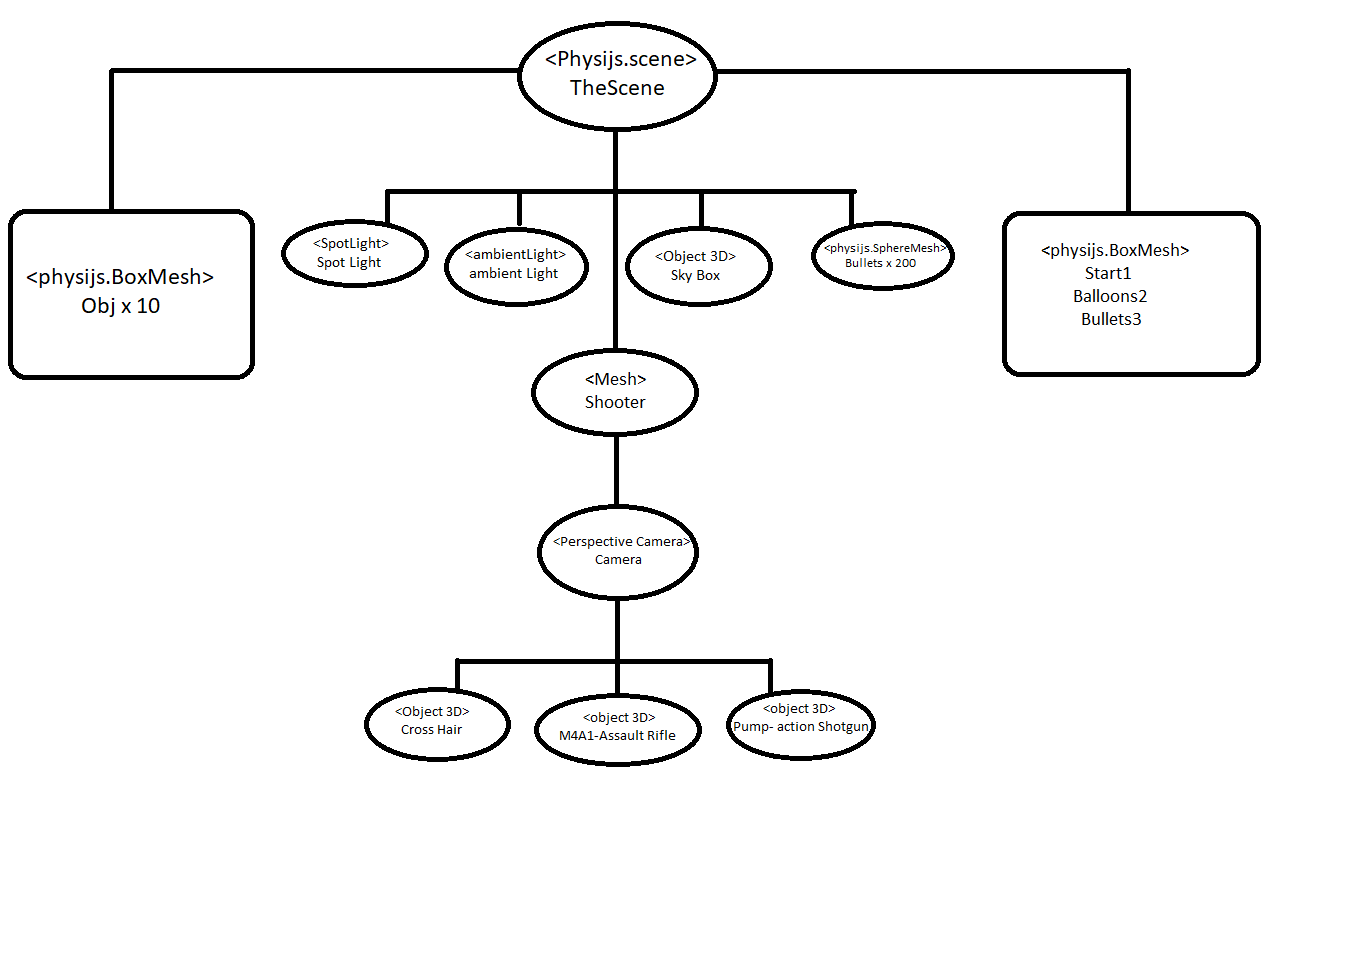 <Physijs.scene>
TheScene
<SpotLight>
Spot Light
<ambientLight>
ambient Light
<Object 3D>
Sky Box
<physijs.SphereMesh>
Bullets x 200
<physijs.BoxMesh>
Obj x 10
<physijs.BoxMesh>
Start1
Balloons2
Bullets3
<Mesh>
Shooter
<Perspective Camera>
Camera
<Object 3D>
Cross Hair
<object 3D>
M4A1-Assault Rifle
<object 3D>
Pump- action Shotgun